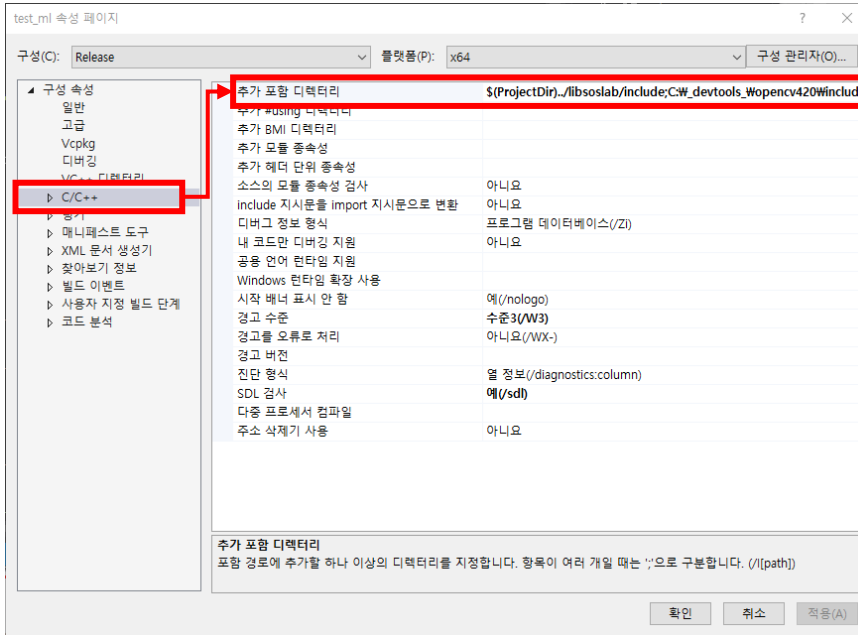 test_ml 속성 페이지
구성(C): Release 플랫폼(P): x64 구성 관리자(O)...
구성 속성
일반
고급
Vcpkg
디버깅
VC++ 디렉터리
C/C++
링커
매니페스트 도구
XML 문서 생성기
찾아보기 정보
빌드 이벤트
사용자 지정 빌드 단계
코드 분석
추가 포함 디렉터리 $(ProjectDir)../libsoslab/include;C:₩_devtools_₩opencv420₩includ
추가 #using 디렉터리
추가 BMI 디렉터리
추가 모듈 종속성
추가 헤더 단위 종속성
소스의 모듈 종속성 검사 아니요
include 지시문을 import 지시문으로 변환 아니요
디버그 정보 형식 프로그램 데이터베이스(/Zi)
내 코드만 디버깅 지원 아니요
공용 언어 런타임 지원
Windows 런타임 확장 사용
시작 배너 표시 안 함 예(/nologo)
경고 수준 수준3(/W3)
경고를 오류로 처리 아니요(/WX-)
경고 버전
진단 형식 열 정보(/diagnostics:column)
SDL 검사 예(/sdl)
다중 프로세서 컴파일
주소 삭제기 사용 아니요
추가 포함 디렉터리
포함 경로에 추가할 하나 이상의 디렉터리를 지정합니다. 항목이 여러 개일 때는 ';'으로 구분합니다. (/I[path])
확인 취소 적용(A)